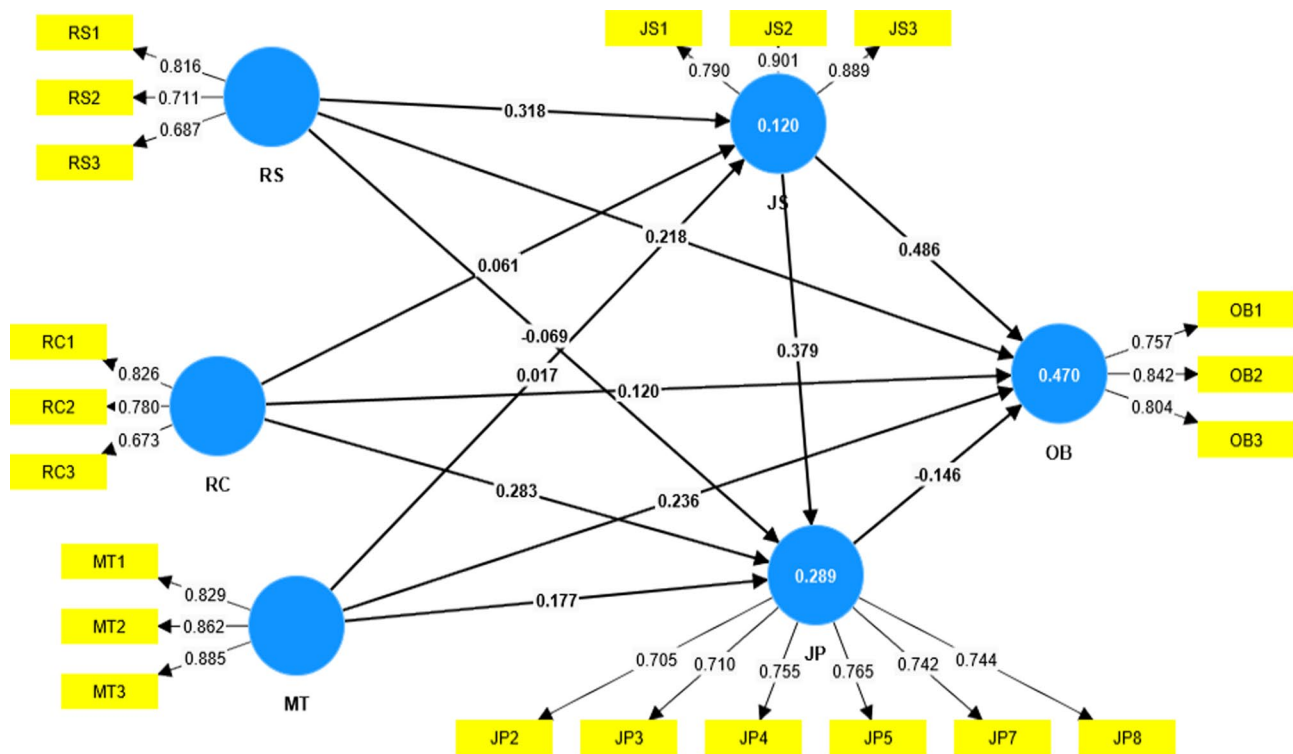 RS1
0.816
RS2
0.711
RS3
0.687
RS
JS1
JS2
JS3
0.790
0.901
0.889
0.120
JS
0.318
0.218
0.061
-0.069
0.017
0.486
0.379
RC1
0.826
RC2
0.780
RC3
0.673
RC
0.120
0.283
0.236
0.470
OB
0.757
OB1
0.842
OB2
0.804
OB3
-0.146
MT1
0.829
MT2
0.862
MT3
0.885
MT
0.177
0.289
JP
0.705
0.710
0.755
0.765
0.742
0.744
JP2
JP3
JP4
JP5
JP7
JP8